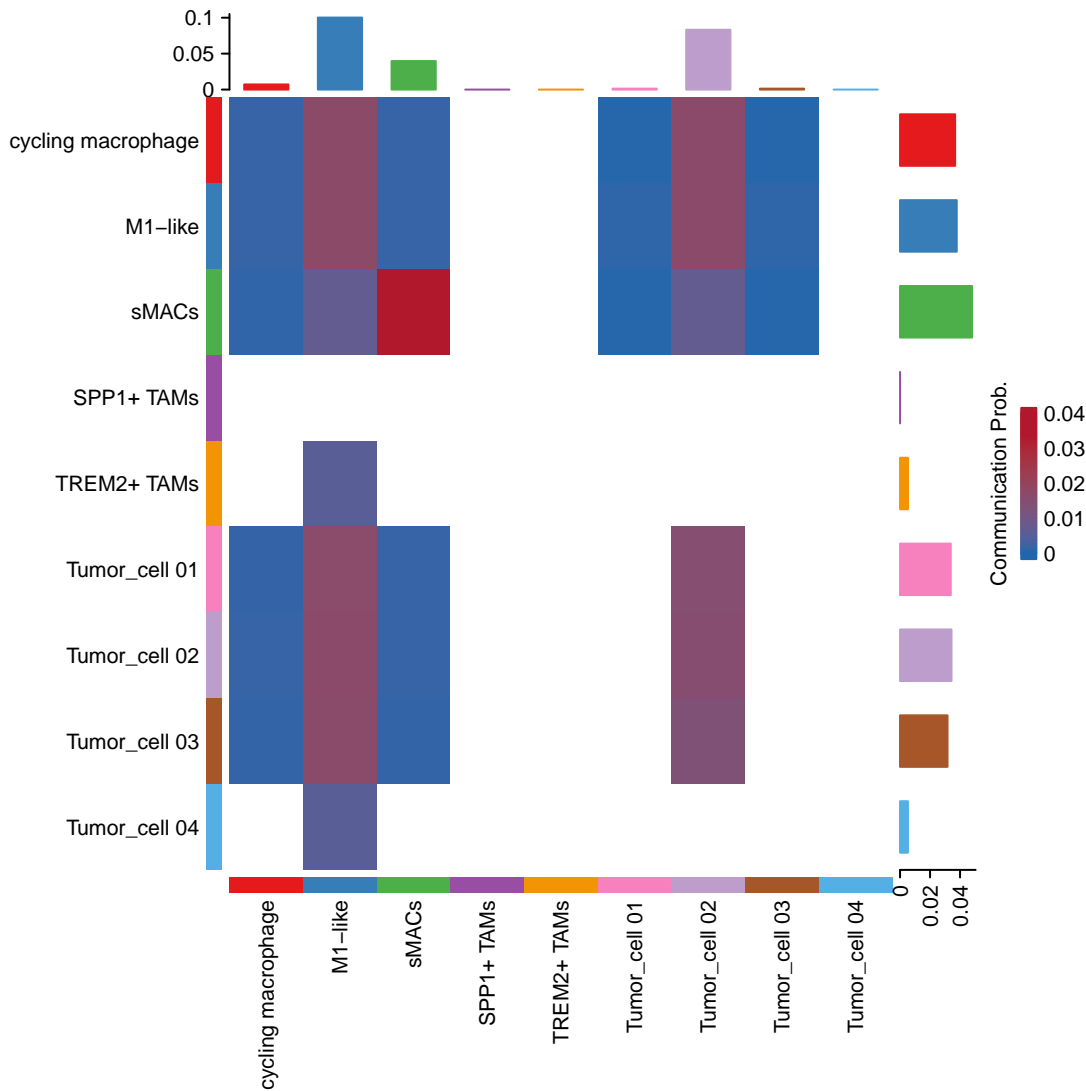 0.1
0.05
0
cycling macrophage
M1−like
sMACs
SPP1+ TAMs
TREM2+ TAMs
Tumor_cell 01
Tumor_cell 02
Tumor_cell 03
Tumor_cell 04
Communication Prob.
0.04
0.03
0.02
0.01
0
0
0.02
0.04
cycling macrophage
M1−like
sMACs
SPP1+ TAMs
TREM2+ TAMs
Tumor_cell 01
Tumor_cell 02
Tumor_cell 03
Tumor_cell 04